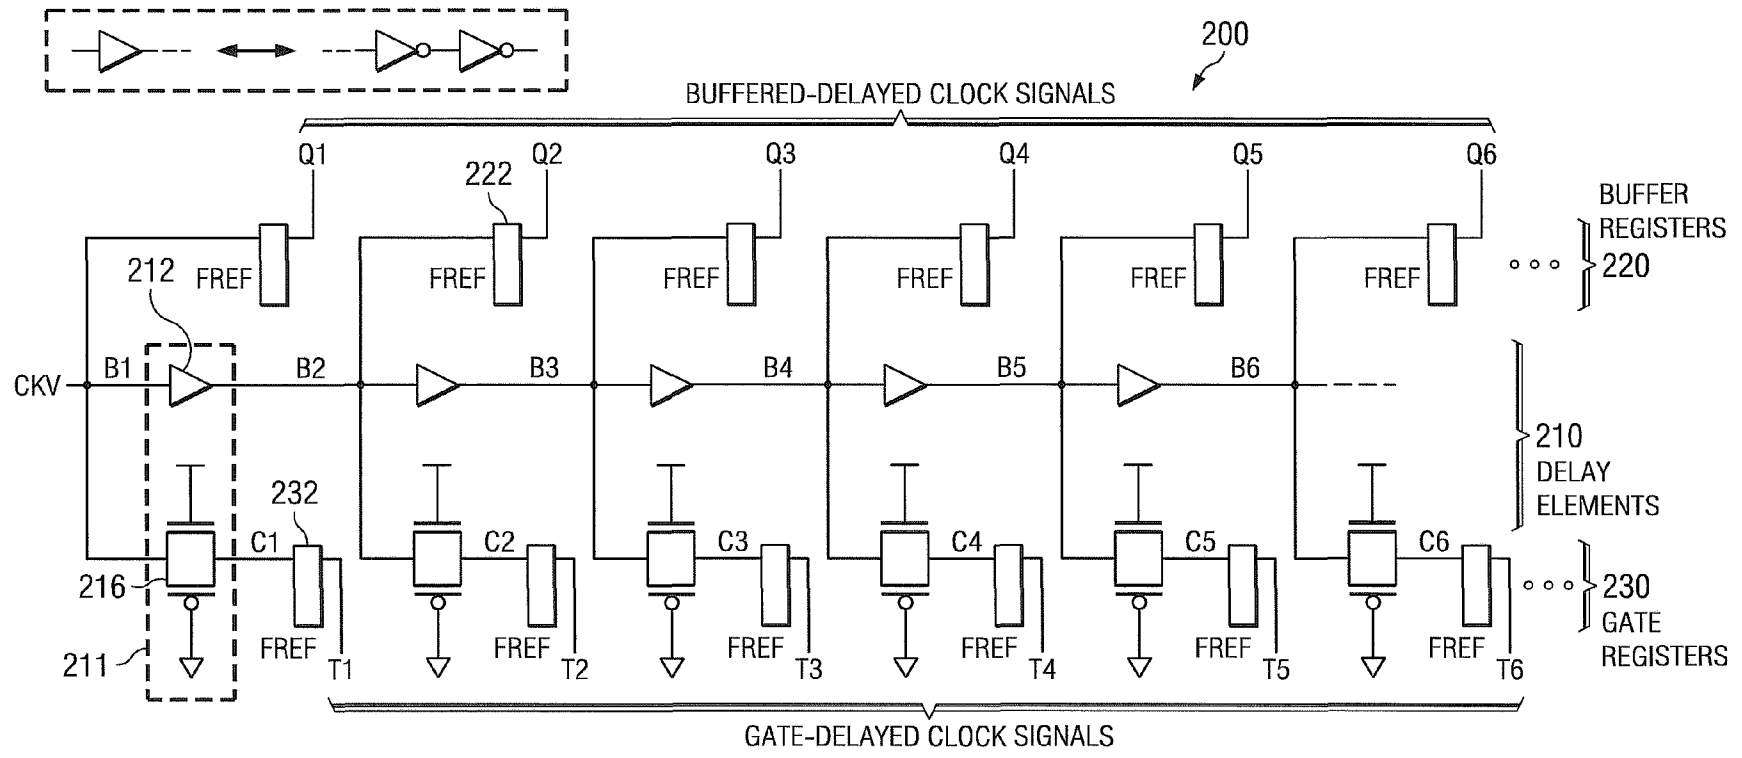 200
BUFFERED-DELAYED CLOCK SIGNALS
Q1 Q2 Q3 Q4 Q5 Q6
222
BUFFER
REGISTERS
220
FREF FREF FREF FREF FREF FREF
212
CKV B1 B2 B3 B4 B5 B6
210
DELAY
ELEMENTS
232
C1 C2 C3 C4 C5 C6
216
230
GATE
REGISTERS
FREF FREF FREF FREF FREF FREF
211
T1 T2 T3 T4 T5 T6
GATE-DELAYED CLOCK SIGNALS